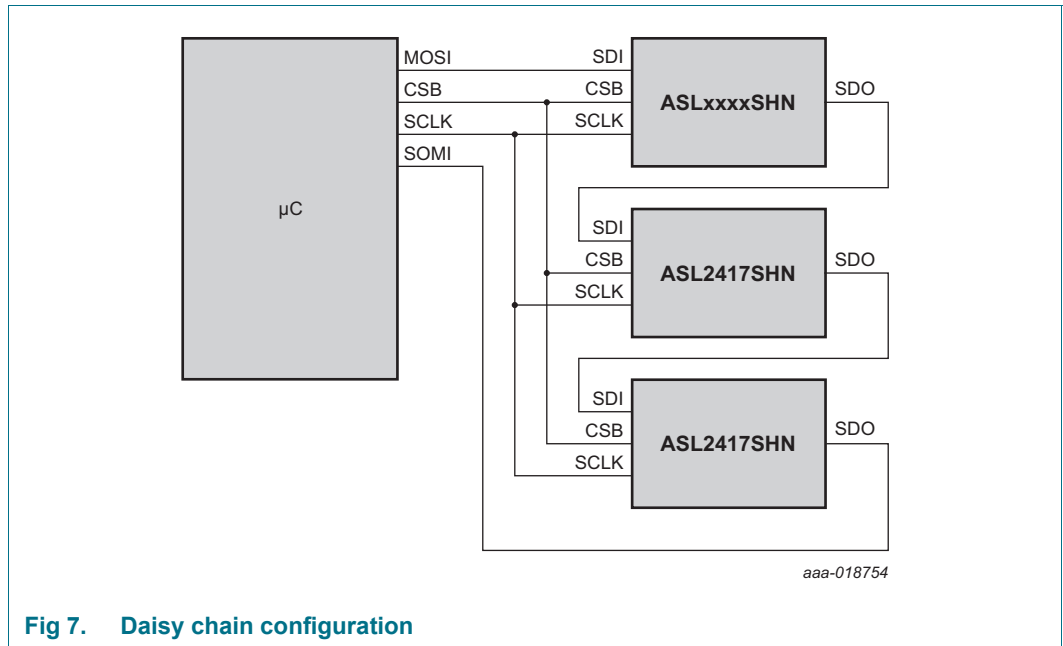 MOSI
CSB
SCLK
SOMI
µC
SDI
CSB
SCLK
ASLxxxxSHN
SDO
SDI
CSB
SCLK
ASL2417SHN
SDO
SDI
CSB
SCLK
ASL2417SHN
SDO
aaa-018754
Fig 7. Daisy chain configuration